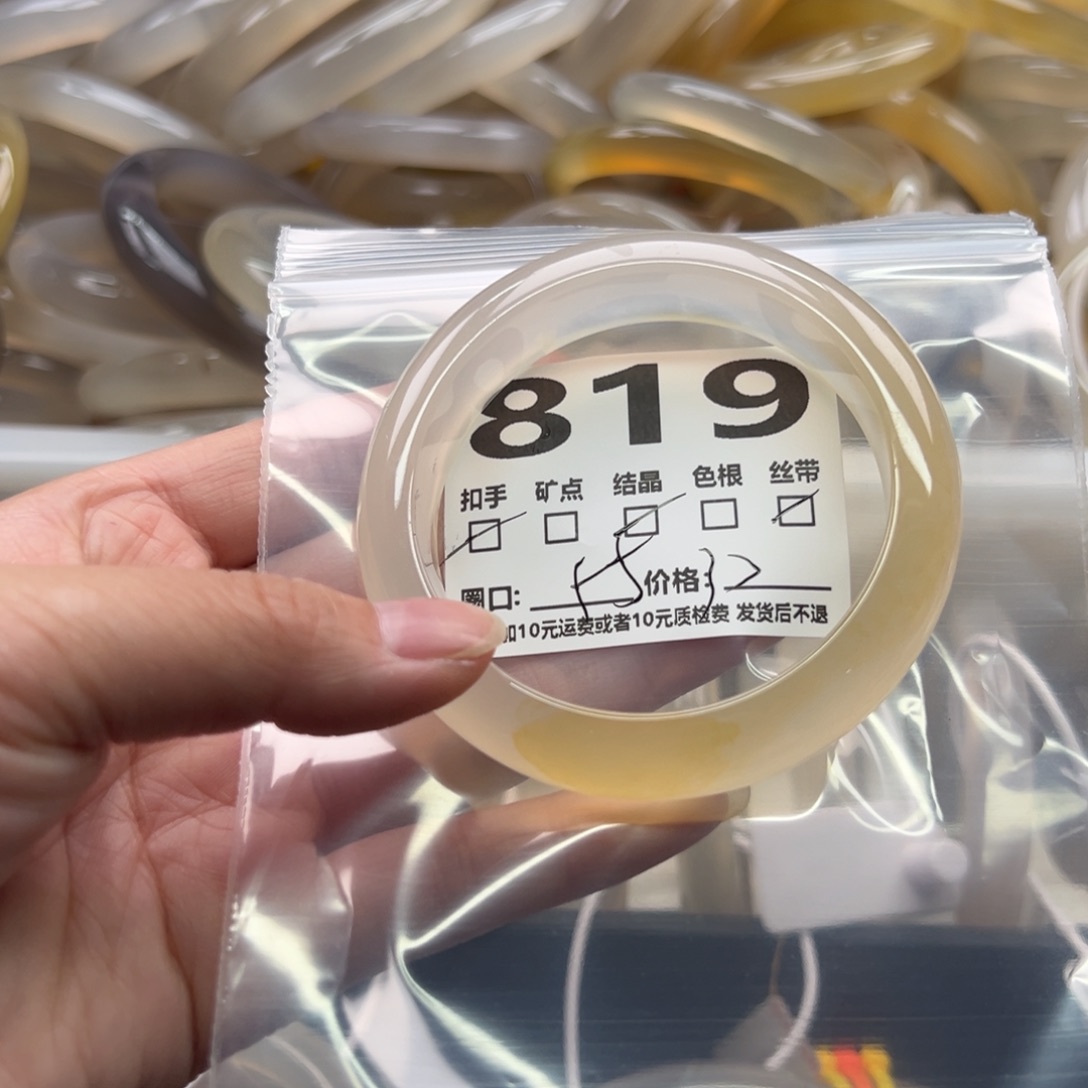 819
扣手 矿点 结晶 色根 丝带
圈口: 价格: 32
加10元运费或者10元质检费 发货后不退